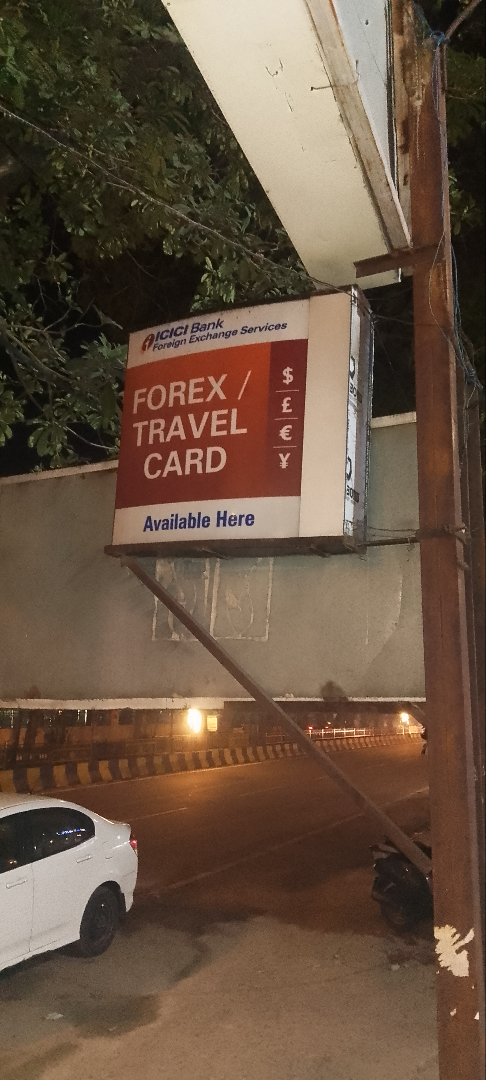 ICICI Bank
Foreign Exchange Services
FOREX /
TRAVEL
CARD
$
£
€
¥
Available Here